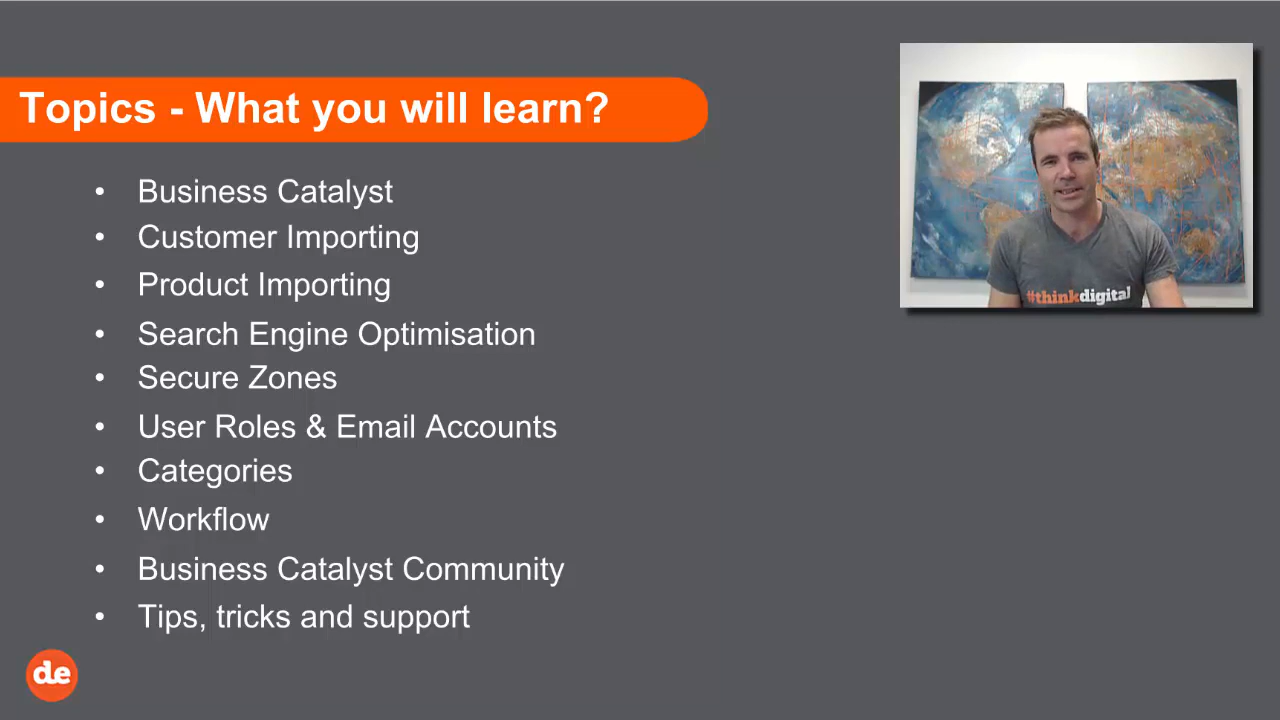 Topics - What you will learn?
• Business Catalyst
• Customer Importing
• Product Importing
• Search Engine Optimisation
• Secure Zones
• User Roles & Email Accounts
• Categories
• Workflow
• Business Catalyst Community
• Tips, tricks and support
#thinkdigital
de